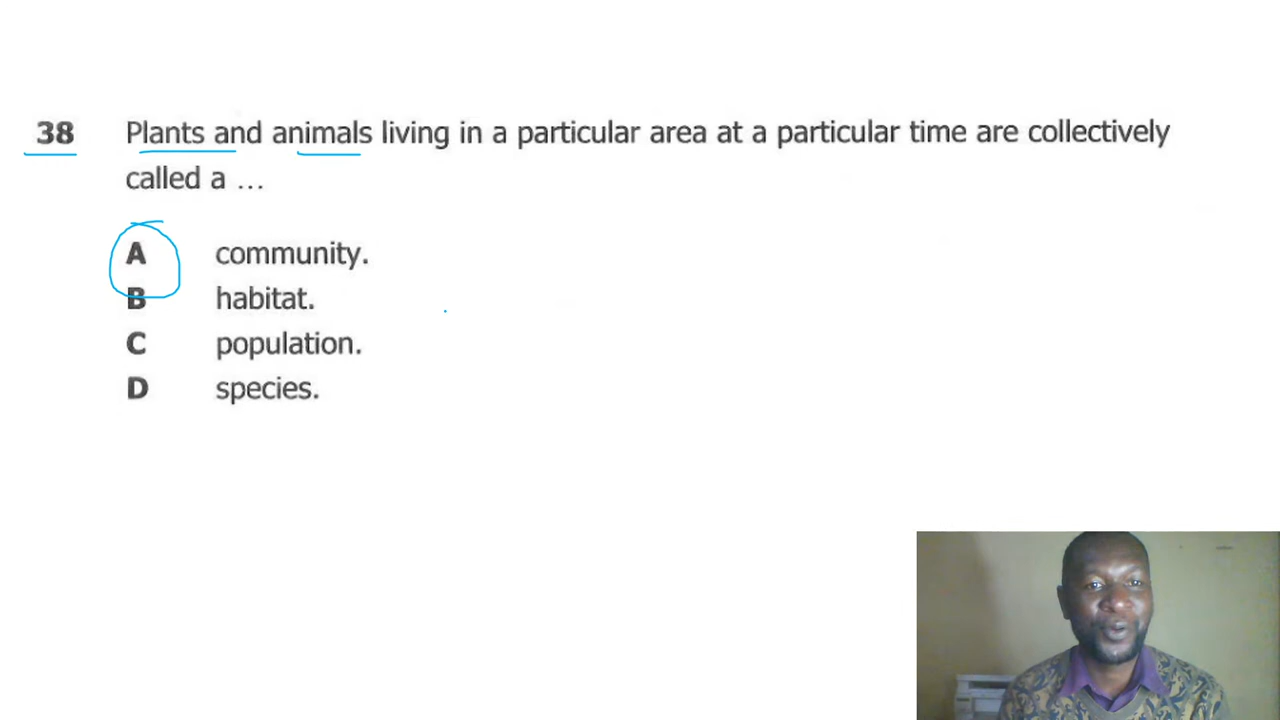 38 Plants and animals living in a particular area at a particular time are collectively
called a ...
A community.
B habitat.
C population.
D species.